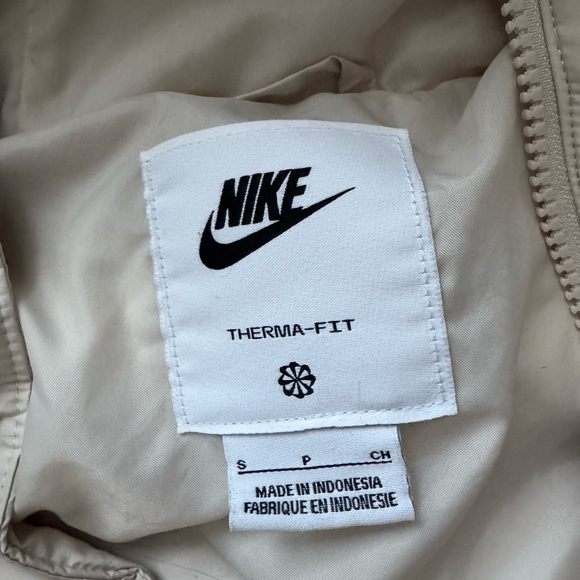 NIKE
THERMA-FIT
S P CH
MADE IN INDONESIA
FABRIQUE EN INDONESIE